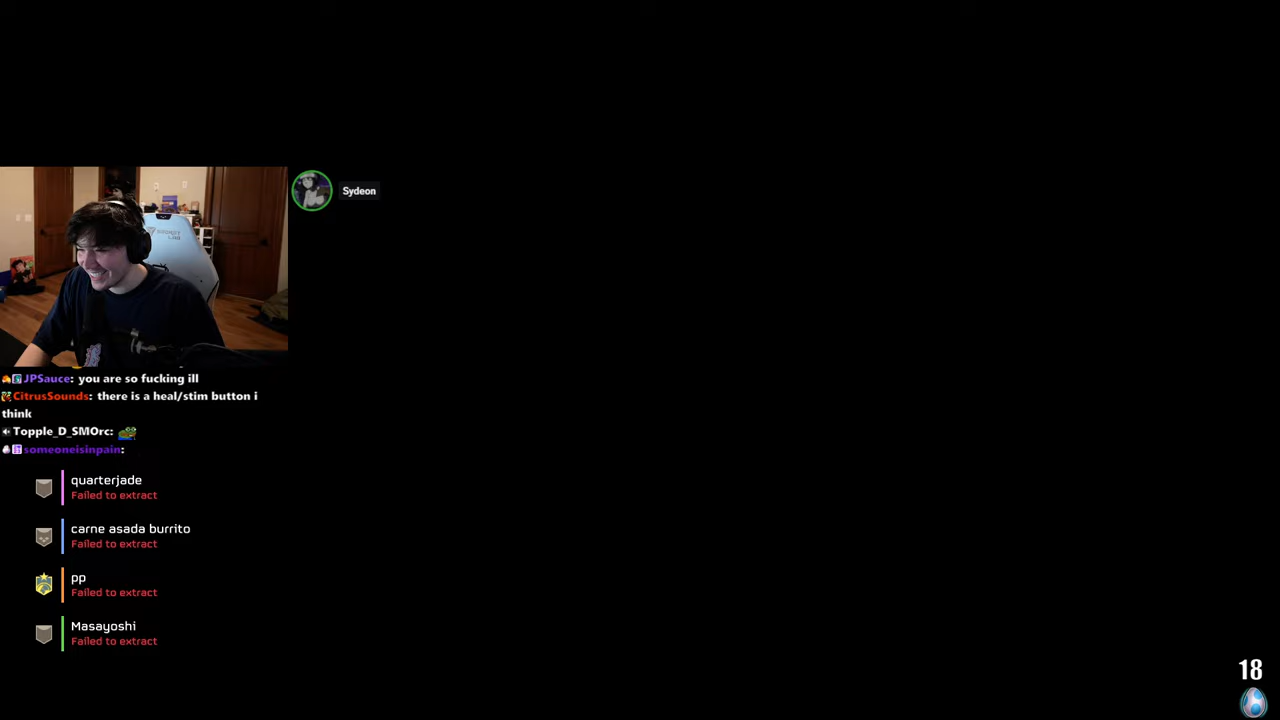 Sydeon
JPSauce: you are so fucking ill
CitrusSounds: there is a heal/stim button i
think
Topple_D_SMOrc:
someoneisinpain:
quarterjade
Failed to extract
carne asada burrito
Failed to extract
pp
Failed to extract
Masayoshi
Failed to extract
18